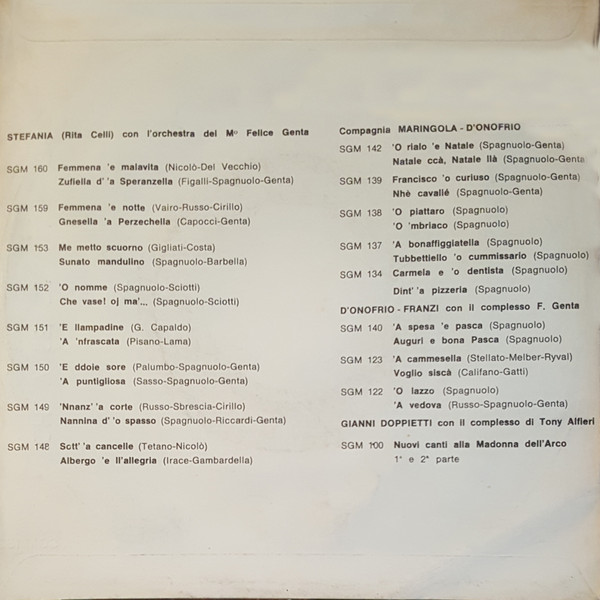 STEFANIA (Rita Celli) con l'orchestra del Mº Felice Genta
SGM 160 Femmena 'e malavita (Nicolò-Del Vecchio)
Zufiella d' 'a Speranzella (Figalli-Spagnuolo-Genta)
SGM 159 Femmena 'e notte (Vairo-Russo-Cirillo)
Gnesella 'a Perzechella (Capocci-Genta)
SGM 153 Me metto scuorno (Gigliati-Costa)
Sunato mandulino (Spagnuolo-Barbella)
SGM 152 'O nomme (Spagnuolo-Sciotti)
Che vase! oj ma'... (Spagnuolo-Sciotti)
SGM 151 'E llampadine (G. Capaldo)
'A 'nfrascata (Pisano-Lama)
SGM 150 'E ddoie sore (Palumbo-Spagnuolo-Genta)
'A puntigliosa (Sasso-Spagnuolo-Genta)
SGM 149 'Nnanz' 'a corte (Russo-Sbrescia-Cirillo)
Nannina d' 'o spasso (Spagnuolo-Riccardi-Genta)
SGM 148 Sott' 'a cancelle (Tetano-Nicolò)
Albergo 'e ll'allegria (Irace-Gambardella)
Compagnia MARINGOLA - D'ONOFRIO
SGM 142 'O rialo 'e Natale (Spagnuolo-Genta)
Natale ccà, Natale llà (Spagnuolo-Genta
SGM 139 Francisco 'o curiuso (Spagnuolo-Genta)
Nhè cavallé (Spagnuolo-Genta)
SGM 138 'O piattaro (Spagnuolo)
'O 'mbriaco (Spagnuolo)
SGM 137 'A bonaffiggiatella (Spagnuolo)
Tubbettiello 'o cummissario (Spagnuolo)
SGM 134 Carmela e 'o dentista (Spagnuolo)
Dint' 'a pizzeria (Spagnuolo)
D'ONOFRIO - FRANZI con il complesso F. Genta
SGM 140 'A spesa 'e pasca (Spagnuolo)
Auguri e bona Pasca (Spagnuolo)
SGM 123 'A cammesella (Stellato-Melber-Ryval)
Voglio siscà (Califano-Gatti)
SGM 122 'O lazzo (Spagnuolo)
'A vedova (Russo-Spagnuolo-Genta)
GIANNI DOPPIETTI con il complesso di Tony Alfieri
SGM 100 Nuovi canti alla Madonna dell'Arco
1ª e 2ª parte